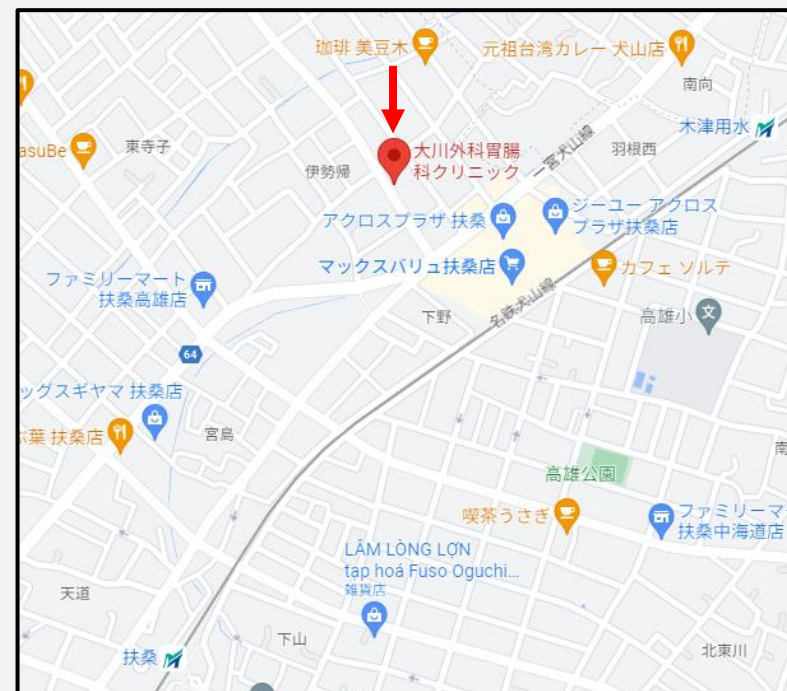 珈琲 美豆木
元祖台湾カレー 犬山店
南向
木津用水
asuBe
東寺子
大川外科胃腸
科クリニック
一宮犬山線
羽根西
伊勢帰
アクロスプラザ 扶桑
ジーユー アクロス
プラザ扶桑店
マックスバリュ扶桑店
カフェ ソルテ
ファミリーマート
扶桑高雄店
下野
名鉄犬山線
高雄小
文
64
ッグスギヤマ 扶桑店
葉 扶桑店
宮島
高雄公園
南
喫茶うさぎ
ファミリーマ
扶桑中海道店
LÂM LÒNG LỢN
tạp hoá Fuso Oguchi...
雑貨店
天道
下山
扶桑
北東川